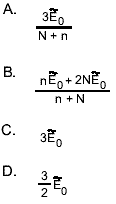 A. 3E⃗₀ / (N + n)
B. (nE⃗₀ + 2NE⃗₀) / (n + N)
C. 3E⃗₀
D. 3/2 E⃗₀